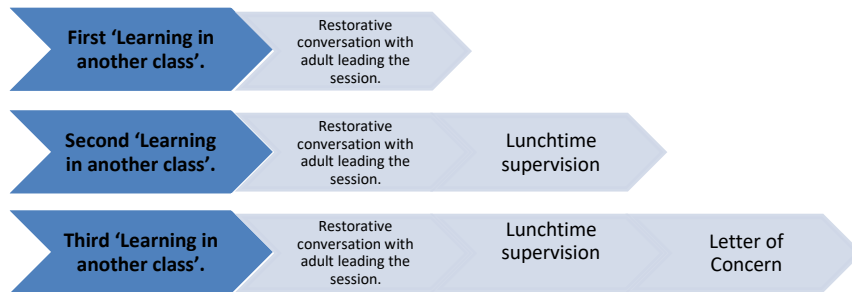 First ‘Learning in
another class’.
Restorative
conversation with
adult leading the
session.
Second ‘Learning
in another class’.
Restorative
conversation with
adult leading the
session.
Lunchtime
supervision
Third ‘Learning in
another class’.
Restorative
conversation with
adult leading the
session.
Lunchtime
supervision
Letter of
Concern